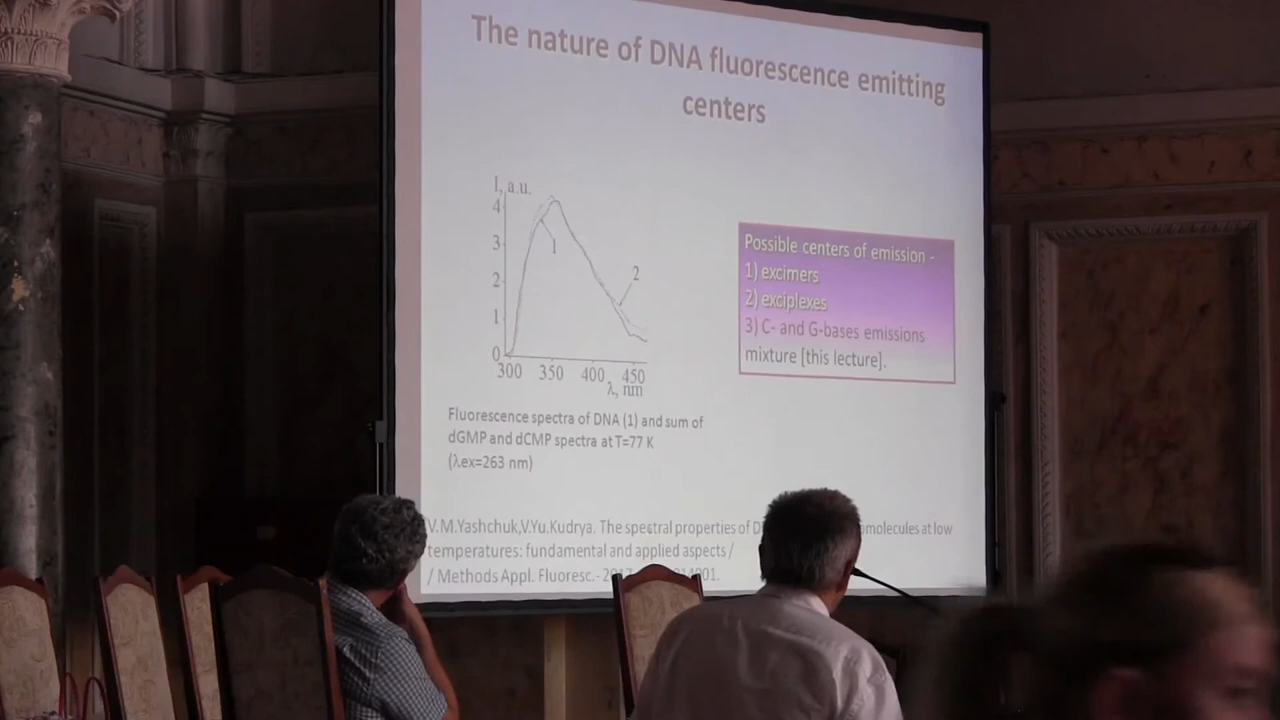 The nature of DNA fluorescence emitting
centers
I, a.u.
4
3
2
1
0
1
2
300 350 400 450
λ, nm
Possible centers of emission -
1) excimers
2) exciplexes
3) C- and G-bases emissions
mixture [this lecture].
Fluorescence spectra of DNA (1) and sum of
dGMP and dCMP spectra at T=77 K
(λex=263 nm)
V.M.Yashchuk,V.Yu.Kudrya. The spectral properties of at low
temperatures: fundamental and applied aspects /
/ Methods Appl. Fluoresc.-